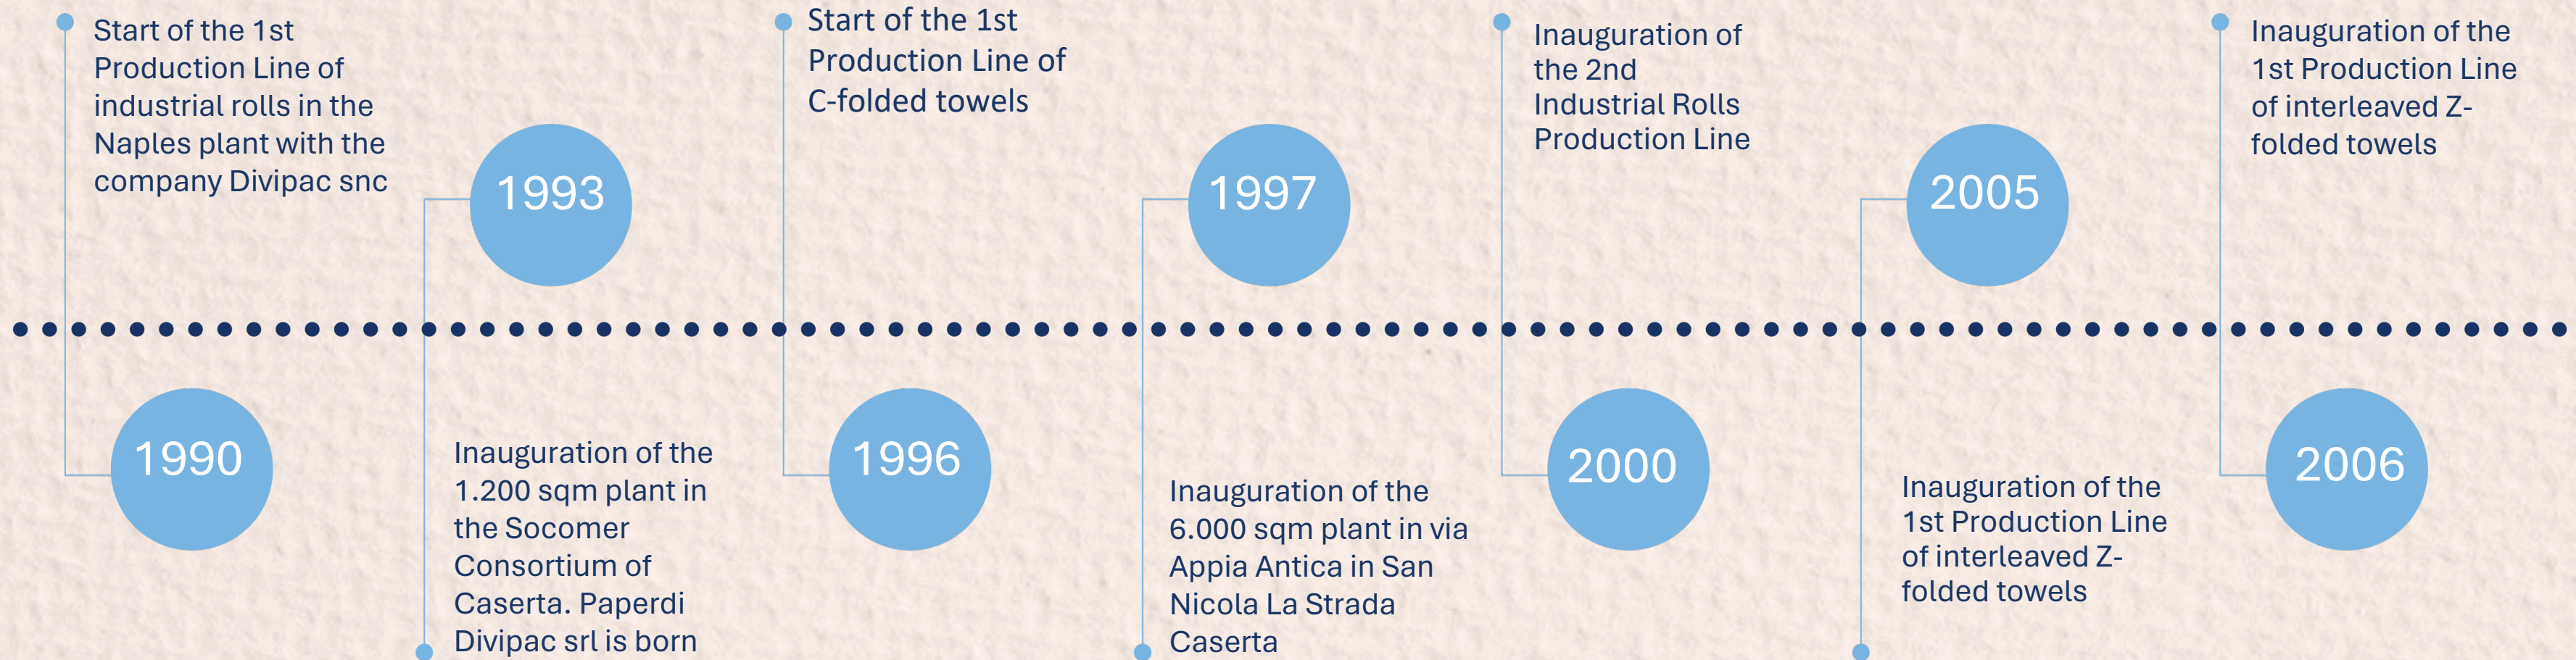 Start of the 1st
Production Line of
industrial rolls in the
Naples plant with the
company Divipac snc
1990
1993
Inauguration of the
1.200 sqm plant in
the Socomer
Consortium of
Caserta. Paperdi
Divipac srl is born
Start of the 1st
Production Line of
C-folded towels
1996
1997
Inauguration of the
6.000 sqm plant in via
Appia Antica in San
Nicola La Strada
Caserta
Inauguration of
the 2nd
Industrial Rolls
Production Line
2000
2005
Inauguration of the
1st Production Line
of interleaved Z-
folded towels
Inauguration of the
1st Production Line
of interleaved Z-
folded towels
2006